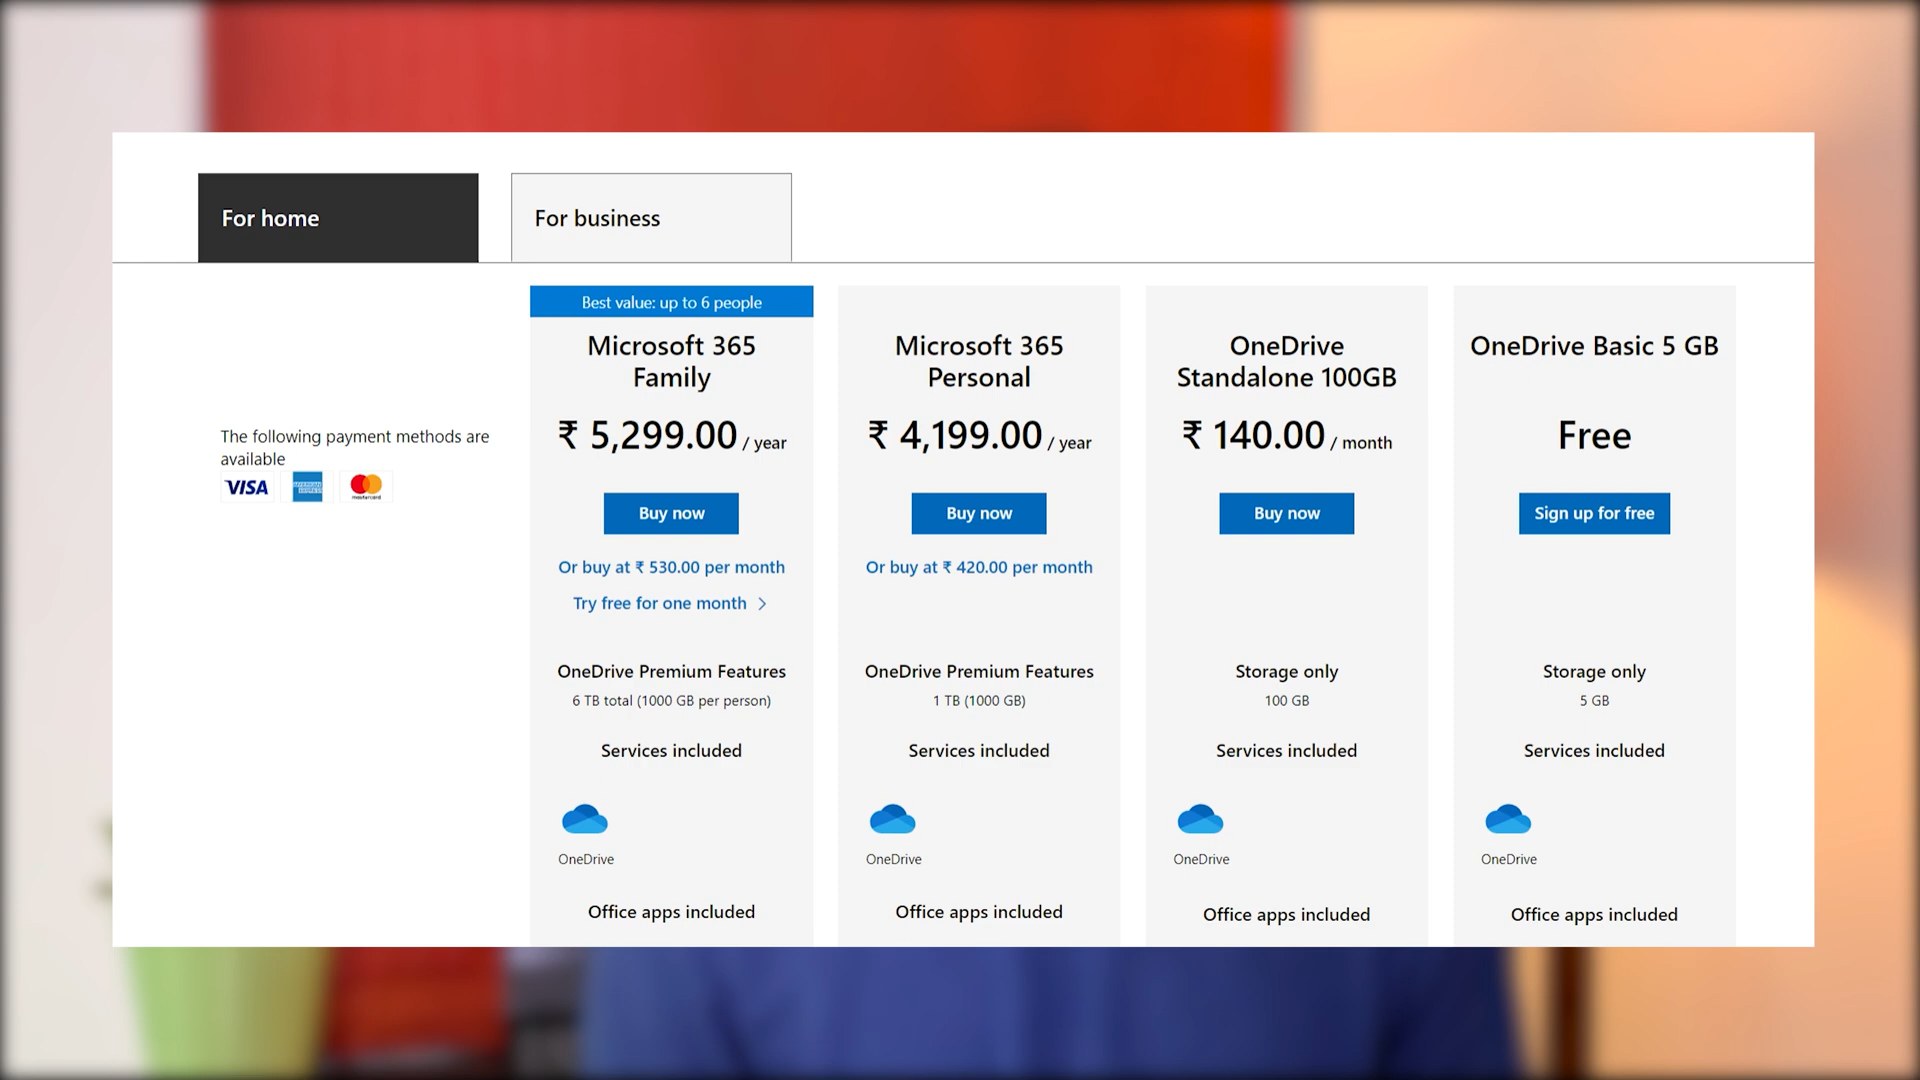 For home
For business
The following payment methods are
available
VISA
AMERICAN EXPRESS
mastercard
Best value: up to 6 people
Microsoft 365
Family
₹ 5,299.00 / year
Buy now
Or buy at ₹ 530.00 per month
Try free for one month
OneDrive Premium Features
6 TB total (1000 GB per person)
Services included
OneDrive
Office apps included
Microsoft 365
Personal
₹ 4,199.00 / year
Buy now
Or buy at ₹ 420.00 per month
OneDrive Premium Features
1 TB (1000 GB)
Services included
OneDrive
Office apps included
OneDrive
Standalone 100GB
₹ 140.00 / month
Buy now
Storage only
100 GB
Services included
OneDrive
Office apps included
OneDrive Basic 5 GB
Free
Sign up for free
Storage only
5 GB
Services included
OneDrive
Office apps included